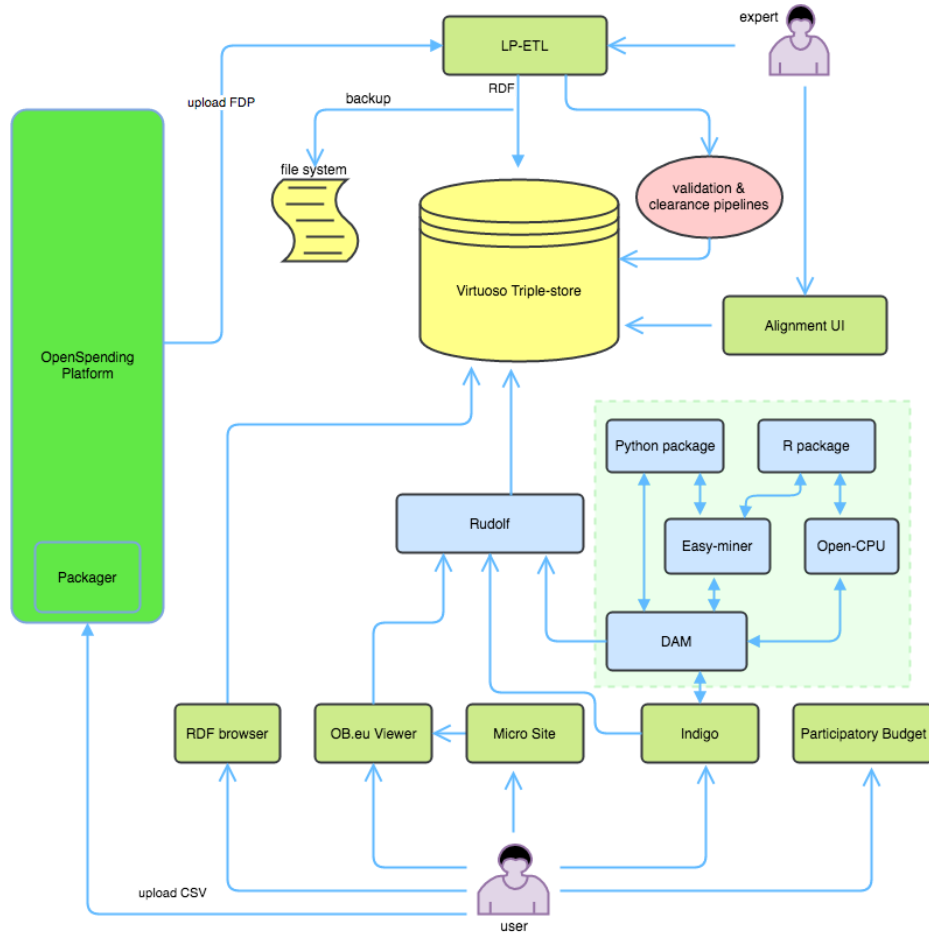 expert
LP-ETL
RDF
backup
upload FDP
file system
validation &
clearance pipelines
Virtuoso Triple-store
Alignment UI
OpenSpending
Platform
Python package
R package
Rudolf
Easy-miner
Open-CPU
Packager
DAM
RDF browser
OB.eu Viewer
Micro Site
Indigo
Participatory Budget
upload CSV
user